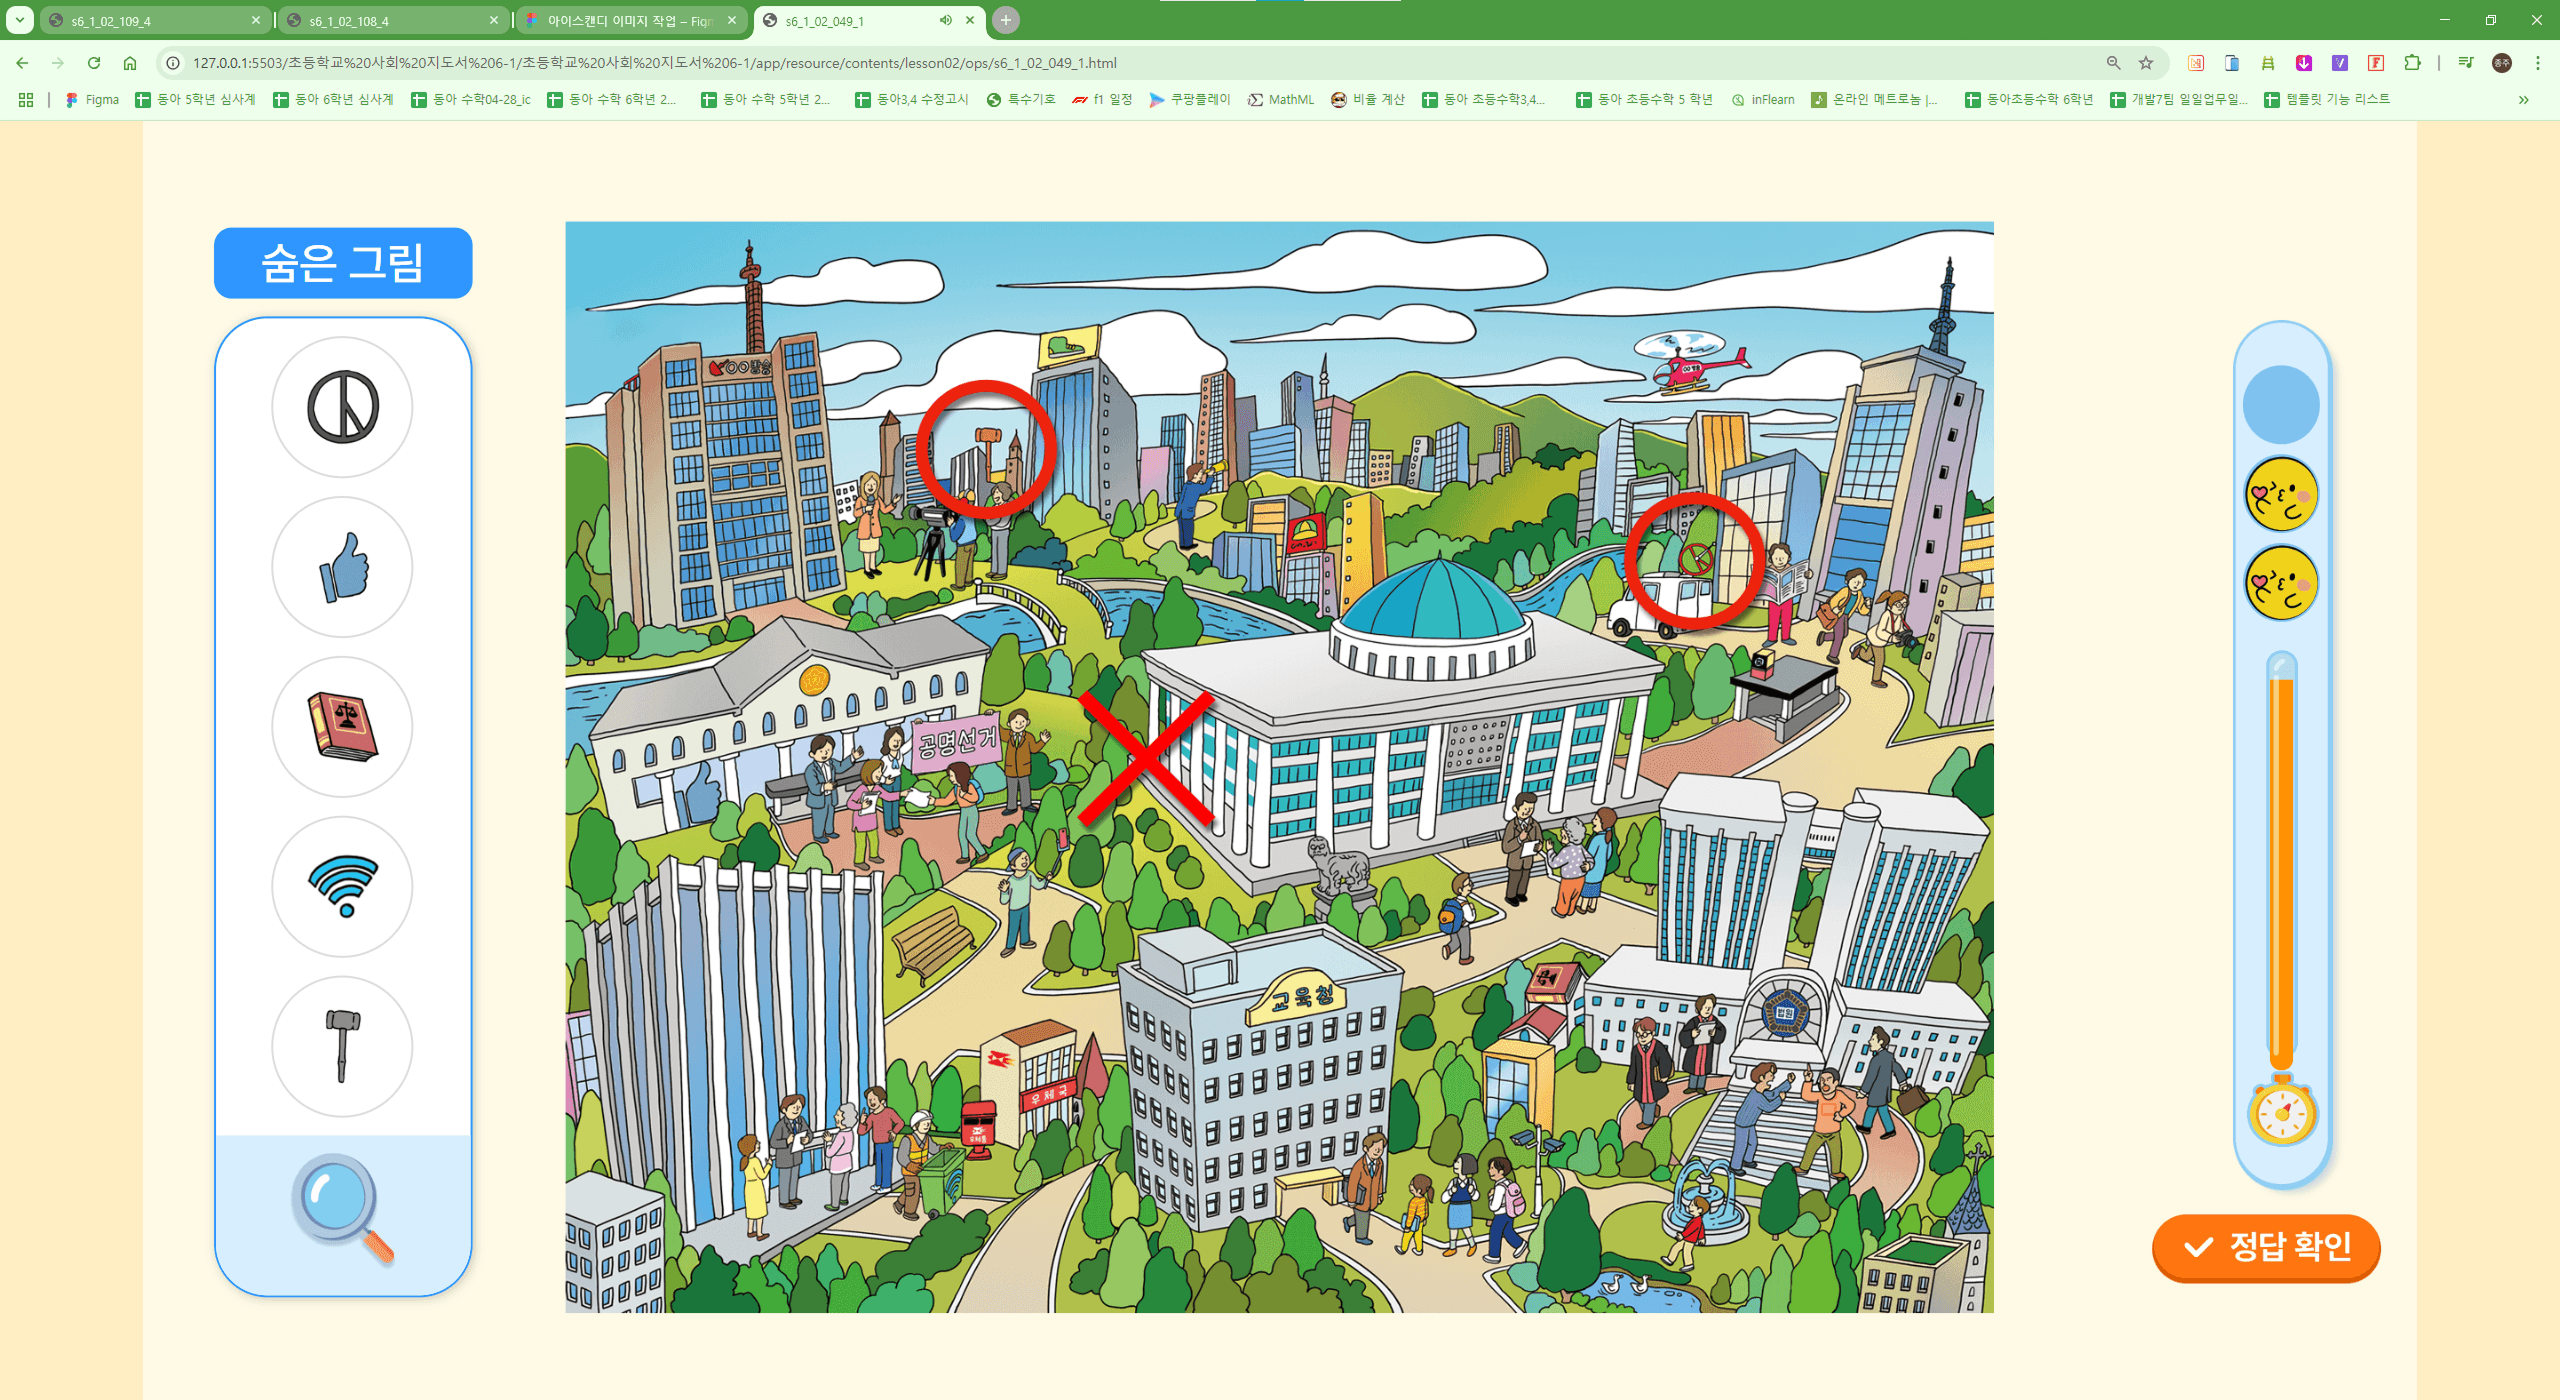 s6_1_02_109_4
s6_1_02_108_4
아이스캔디 이미지 작업 – Figm
s6_1_02_049_1
127.0.0.1:5503/초등학교%20사회%20지도서%206-1/초등학교%20사회%20지도서%206-1/app/resource/contents/lesson02/ops/s6_1_02_049_1.html
종주
Figma
동아 5학년 심사계
동아 6학년 심사계
동아 수학04-28_ic
동아 수학 6학년 2...
동아 수학 5학년 2...
동아3,4 수정고시
특수기호
f1 일정
쿠팡플레이
MathML
비율 계산
동아 초등수학3,4...
동아 초등수학 5 학년
inFlearn
온라인 메트로놈 |...
동아초등수학 6학년
개발7팀 일일업무일...
템플릿 기능 리스트
숨은 그림
OO방송
OO방송
공명선거
교육청
법원
우체국
우체통
정답 확인